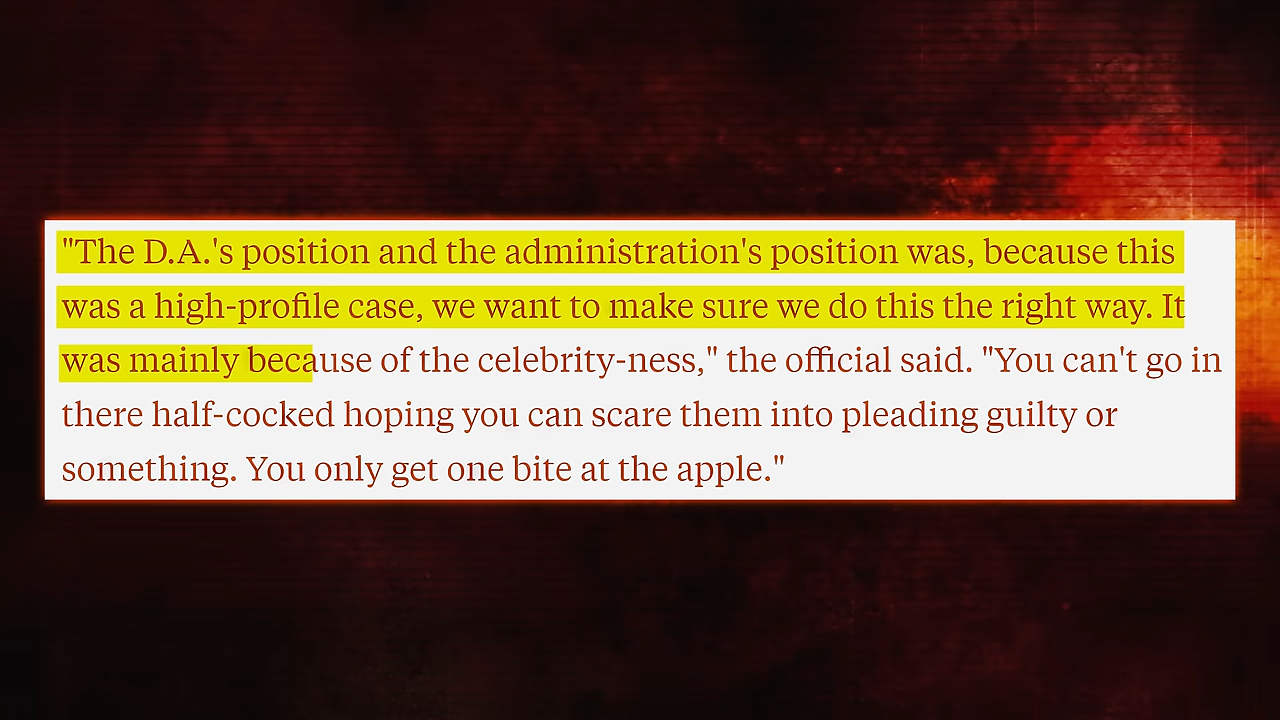 "The D.A.'s position and the administration's position was, because this
was a high-profile case, we want to make sure we do this the right way. It
was mainly because of the celebrity-ness," the official said. "You can't go in
there half-cocked hoping you can scare them into pleading guilty or
something. You only get one bite at the apple."